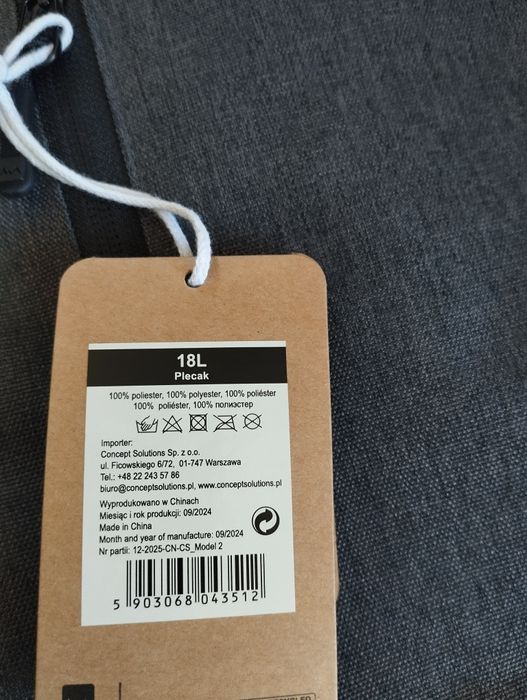 18L
Plecak
100% poliester, 100% polyester, 100% poliéster
100% poliéster, 100% полиэстер
Importer:
Concept Solutions Sp. z o.o.
ul. Ficowskiego 6/72, 01-747 Warszawa
Tel.: +48 22 243 57 86
biuro@conceptsolutions.pl, www.conceptsolutions.pl
Wyprodukowano w Chinach
Miesiąc i rok produkcji: 09/2024
Made in China
Month and year of manufacture: 09/2024
Nr partii: 12-2025-CN-CS_Model 2
5 903068 043512